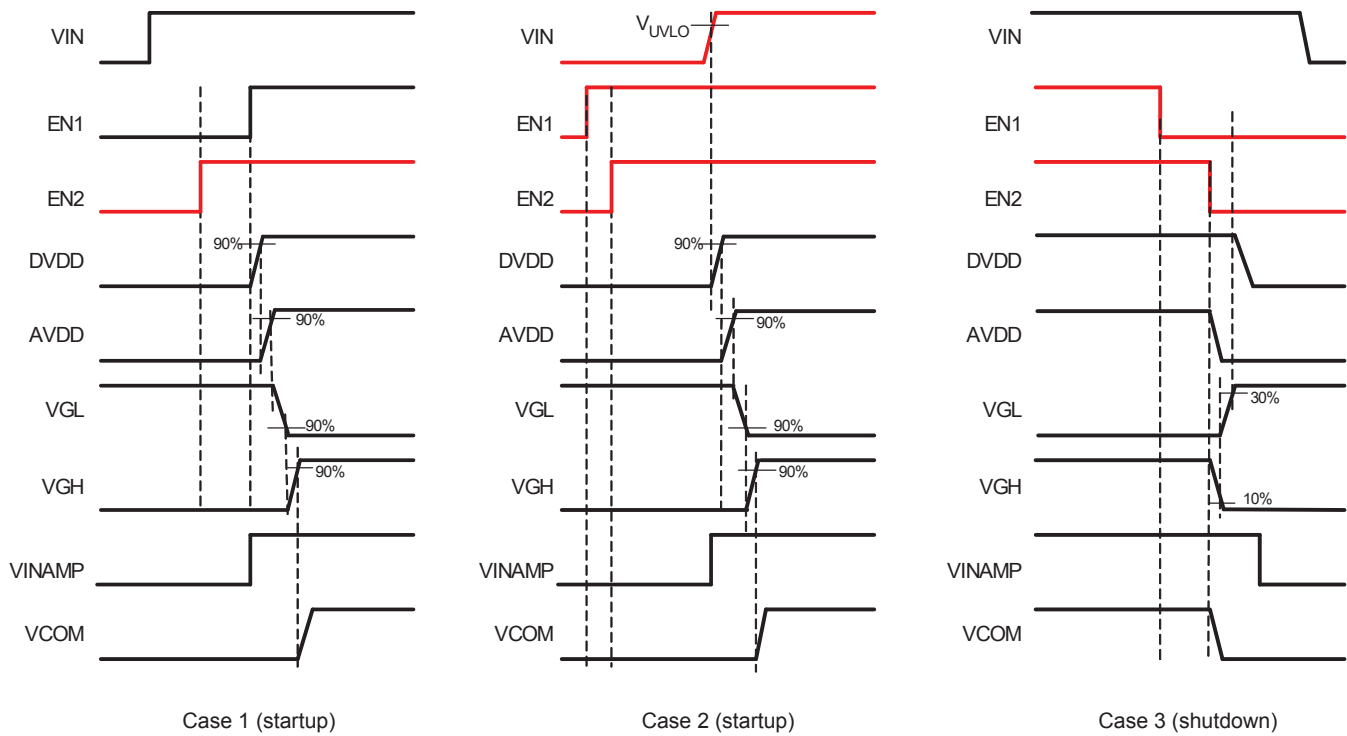 VIN
EN1
EN2
DVDD
90%
AVDD
90%
VGL
90%
VGH
90%
VINAMP
VCOM
Case 1 (startup)
VIN
VUVLO
EN1
EN2
DVDD
90%
AVDD
90%
VGL
90%
VGH
90%
VINAMP
VCOM
Case 2 (startup)
VIN
EN1
EN2
DVDD
AVDD
VGL
30%
VGH
10%
VINAMP
VCOM
Case 3 (shutdown)